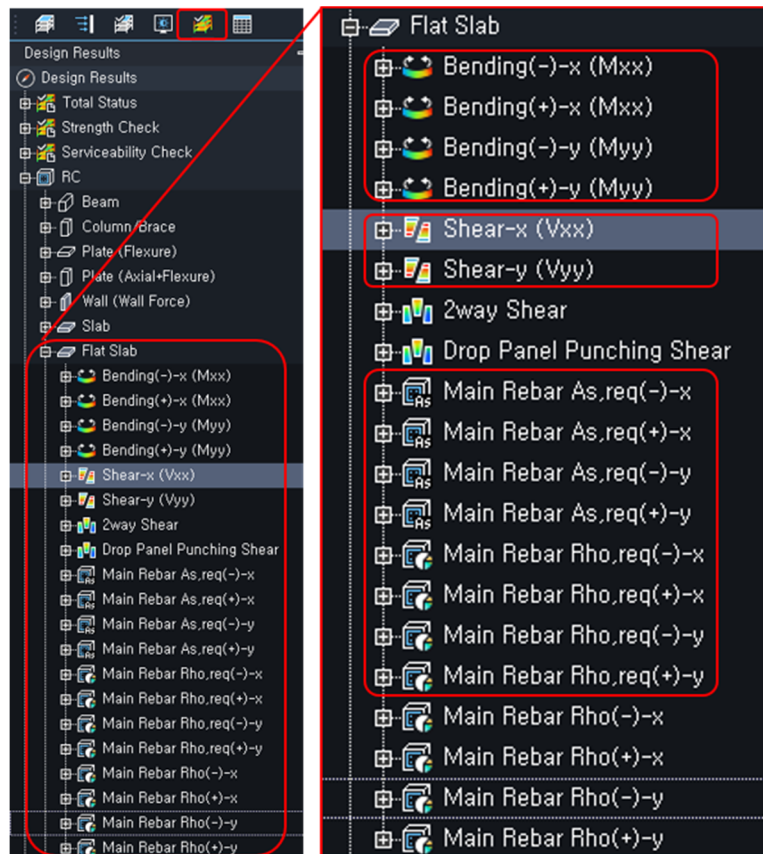 Design Results
Design Results
Total Status
Strength Check
Serviceability Check
RC
Beam
Column/Brace
Plate (Flexure)
Plate (Axial+Flexure)
Wall (Wall Force)
Slab
Flat Slab
Bending(-)-x (Mxx)
Bending(+)-x (Mxx)
Bending(-)-y (Myy)
Bending(+)-y (Myy)
Shear-x (Vxx)
Shear-y (Vyy)
2way Shear
Drop Panel Punching Shear
Main Rebar As,req(-)-x
Main Rebar As,req(+)-x
Main Rebar As,req(-)-y
Main Rebar As,req(+)-y
Main Rebar Rho,req(-)-x
Main Rebar Rho,req(+)-x
Main Rebar Rho,req(-)-y
Main Rebar Rho,req(+)-y
Main Rebar Rho(-)-x
Main Rebar Rho(+)-x
Main Rebar Rho(-)-y
Main Rebar Rho(+)-y
Flat Slab
Bending(-)-x (Mxx)
Bending(+)-x (Mxx)
Bending(-)-y (Myy)
Bending(+)-y (Myy)
Shear-x (Vxx)
Shear-y (Vyy)
2way Shear
Drop Panel Punching Shear
Main Rebar As,req(-)-x
Main Rebar As,req(+)-x
Main Rebar As,req(-)-y
Main Rebar As,req(+)-y
Main Rebar Rho,req(-)-x
Main Rebar Rho,req(+)-x
Main Rebar Rho,req(-)-y
Main Rebar Rho,req(+)-y
Main Rebar Rho(-)-x
Main Rebar Rho(+)-x
Main Rebar Rho(-)-y
Main Rebar Rho(+)-y